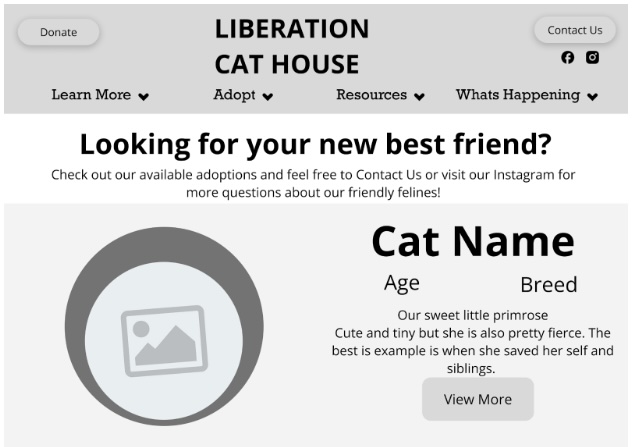 Donate
LIBERATION
CAT HOUSE
Contact Us
Learn More
Adopt
Resources
Whats Happening
Looking for your new best friend?
Check out our available adoptions and feel free to Contact Us or visit our Instagram for
more questions about our friendly felines!
Cat Name
Age
Breed
Our sweet little primrose
Cute and tiny but she is also pretty fierce. The
best is example is when she saved her self and
siblings.
View More